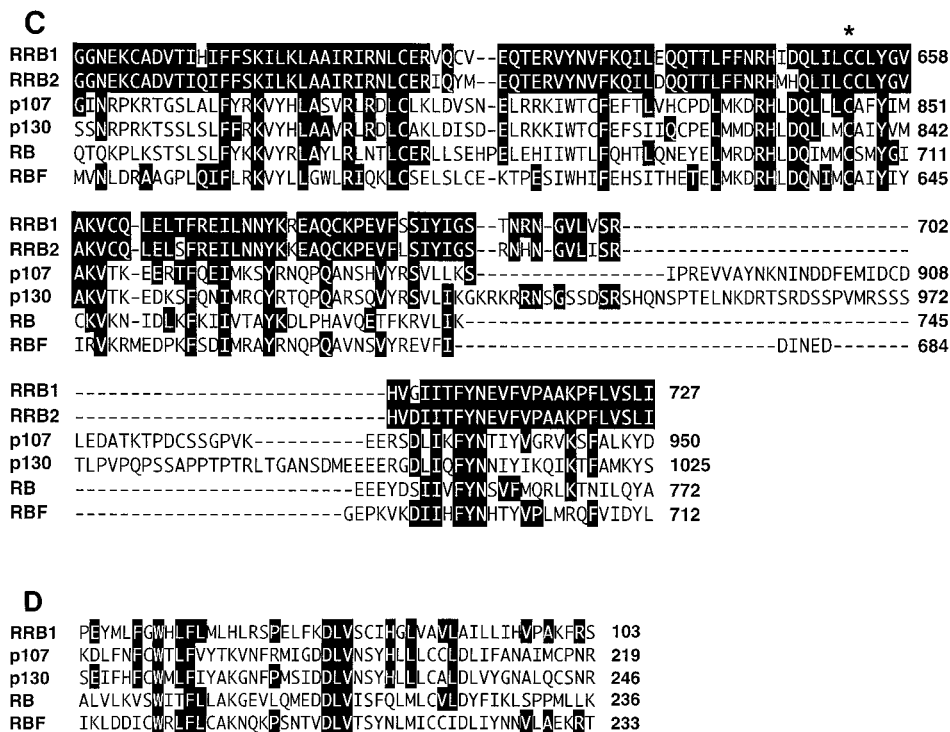 C
*
RRB1 GGNEKCADVTIHIFFSKILKLAAIRIRNLCERVQCV--EQTERVYNVFKQILEQQTTLFFNRHIDQLILCCLYGV 658
RRB2 GGNEKCADVTIQIFFSKILKLAAIRIRNLCERIQYM--EQTERVYNVFKQILDQQTTLFFNRHMHQLILCCLYGV
p107 GINRPKRTGSLALFYRKVYHLASVRLRDLCLKLDVSN-ELRRKIWTCFEFTLVHCPDLMKDRHLDQLLLCAFYIM 851
p130 SSNRPRKTSSLSLFFRKVYHLAAVRLRDLCAKLDISD-ELRKKIWTCFEFSIIQCPELMMDRHLDQLLMCAIYVM 842
RB QTQKPLKSTSLSLFYKKVYRLAYLRLNTLCERLLSEHPELEHIIWTLFQHTLQNEYELMRDRHLDQIMMCSMYGI 711
RBF MVNLDRAAGPLQIFLRKVYLLGWLRIQKLCSELSLCE-KTPESIWHIFEHSITHETELMKDRHLDQNIMCAIYIY 645
RRB1 AKVCQ-LELTFREILNNYKREAQCKPEVFSSIYIGS--TNRN-GVLVSR-------------------------- 702
RRB2 AKVCQ-LELSFREILNNYKKEAQCKPEVFLSIYIGS--RNHN-GVLISR--------------------------
p107 AKVTK-EERTFQEIMKSYRNQPQANSHVYRSVLLKS-----------------IPREVVAYNKNINDDFEMIDCD 908
p130 AKVTK-EDKSFQNIMRCYRTQPQARSQVYRSVLIKGKRKRRNSGSSDSRSHQNSPTELNKDRTSRDSSPVMRSSS 972
RB CKVKN-IDLKFKIIVTAYKDLPHAVQETFKRVLIK---------------------------------------- 745
RBF IRVKRMEDPKFSDIMRAYRNQPQAVNSVYREVFI----------------------------DINED-------- 684
RRB1 ----------------------------HVGIITFYNEVFVPAAKPFLVSLI 727
RRB2 ----------------------------HVDIITFYNEVFVPAAKPFLVSLI
p107 LEDATKTPDCSSGPVK------------EERSDLIKFYNTIYVGRVKSFALKYD 950
p130 TLPVPQPSSAPPTPTRLTGANSDMEEEEERGDLIQFYNNIYIKQIKTFAMKYS 1025
RB -------------------------EEEYDSIIVFYNSVFMQRLKTNILQYA 772
RBF ------------------------GEPKVKDIIHFYNHTYVPLMRQFVIDYL 712
D
RRB1 PEYMLFGWHLFLMLHLRSPELFKDLVSCIHGLVAVLAILLIHVPAKFRS 103
p107 KDLFNFCWTLFVYTKVNFRMIGDDLVNSYHLLLCCLDLIFANAIMCPNR 219
p130 SEIFHFCWMLFIYAKGNFPMSIDDLVNSYHLLLCALDLVYGNALQCSNR 246
RB ALVLKVSWITFLLAKGEVLQMEDDLVISFQLMLCVLDYFIKLSPPMLLK 236
RBF IKLDDICWRLFLCAKNQKPSNTVDLVTSYNLMICCIDLIYNNVLAEKRT 233